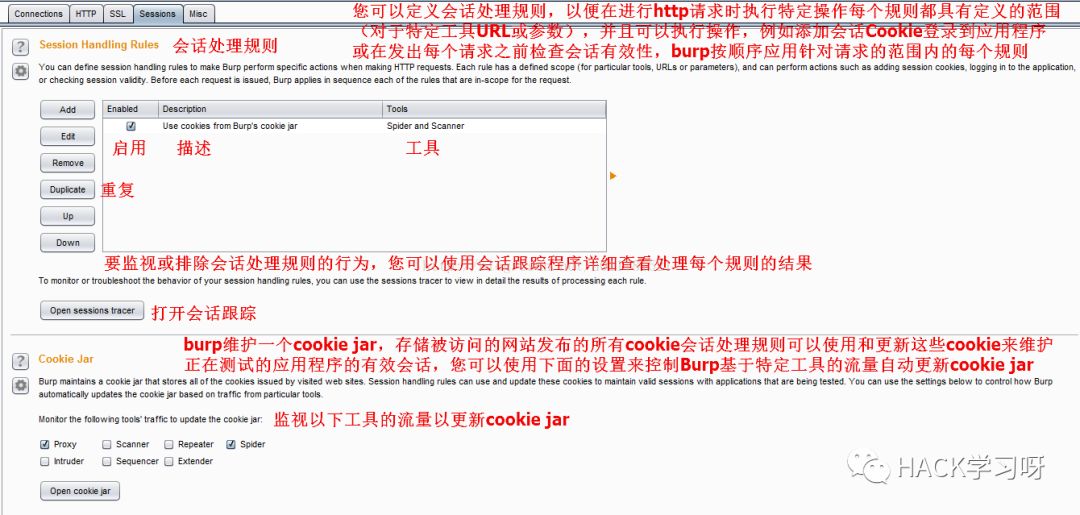 Connections HTTP SSL Sessions Misc
您可以定义会话处理规则，以便在进行http请求时执行特定操作每个规则都具有定义的范围
（对于特定工具URL或参数），并且可以执行操作，例如添加会话Cookie登录到应用程序
或在发出每个请求之前检查会话有效性，burp按顺序应用针对请求的范围内的每个规则
? Session Handling Rules 会话处理规则
You can define session handling rules to make Burp perform specific actions when making HTTP requests. Each rule has a defined scope (for particular tools, URLs or parameters), and can perform actions such as adding session cookies, logging in to the application,
or checking session validity. Before each request is issued, Burp applies in sequence each of the rules that are in-scope for the request.
Add Enabled Description Tools
Use cookies from Burp's cookie jar Spider and Scanner
Edit 启用 描述 工具
Remove
Duplicate 重复
Up
Down
要监视或排除会话处理规则的行为，您可以使用会话跟踪程序详细查看处理每个规则的结果
To monitor or troubleshoot the behavior of your session handling rules, you can use the sessions tracer to view in detail the results of processing each rule.
Open sessions tracer 打开会话跟踪
burp维护一个cookie jar，存储被访问的网站发布的所有cookie会话处理规则可以使用和更新这些cookie来维护
正在测试的应用程序的有效会话，您可以使用下面的设置来控制Burp基于特定工具的流量自动更新cookie jar
? Cookie Jar
Burp maintains a cookie jar that stores all of the cookies issued by visited web sites. Session handling rules can use and update these cookies to maintain valid sessions with applications that are being tested. You can use the settings below to control how Burp
automatically updates the cookie jar based on traffic from particular tools.
Monitor the following tools' traffic to update the cookie jar: 监视以下工具的流量以更新cookie jar
Proxy Scanner Repeater Spider
Intruder Sequencer Extender
Open cookie jar
HACK学习呀